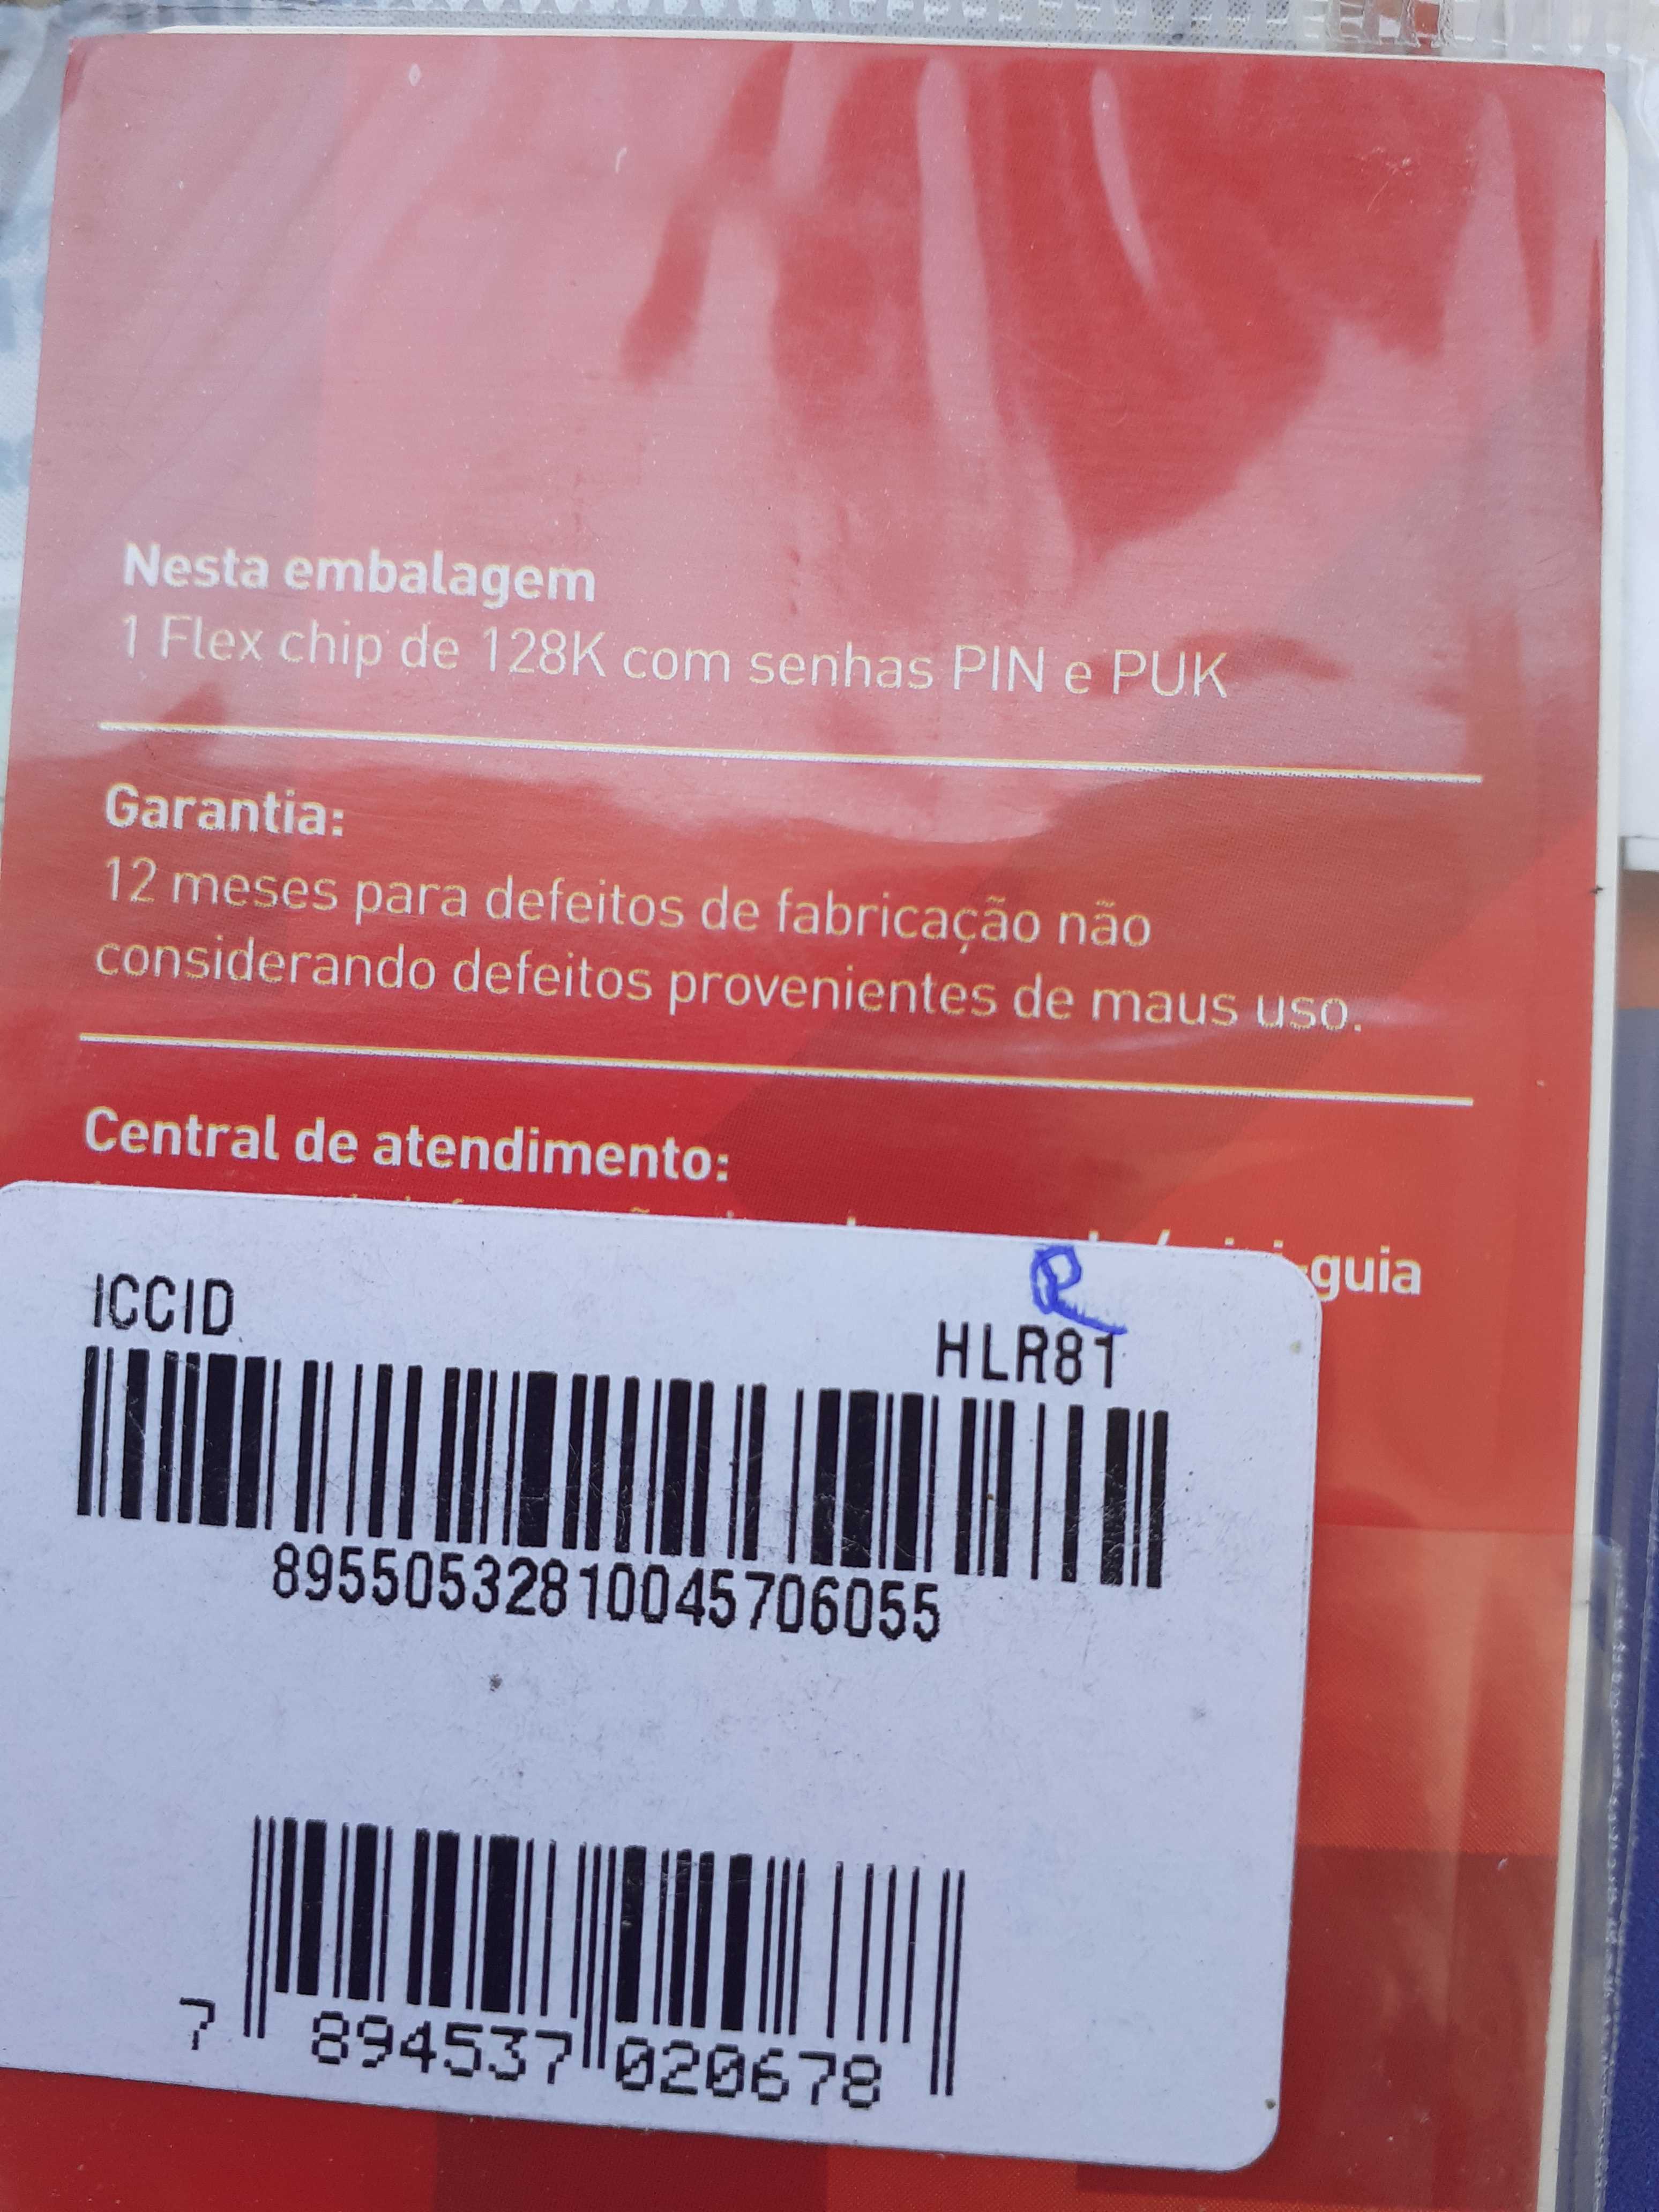 Nesta embalagem
1 Flex chip de 128K com senhas PIN e PUK
Garantia:
12 meses para defeitos de fabricação não
considerando defeitos provenientes de maus uso.
Central de atendimento:
-guia
ICCID
R
HLR81
89550532810045706055
7 894537 020678